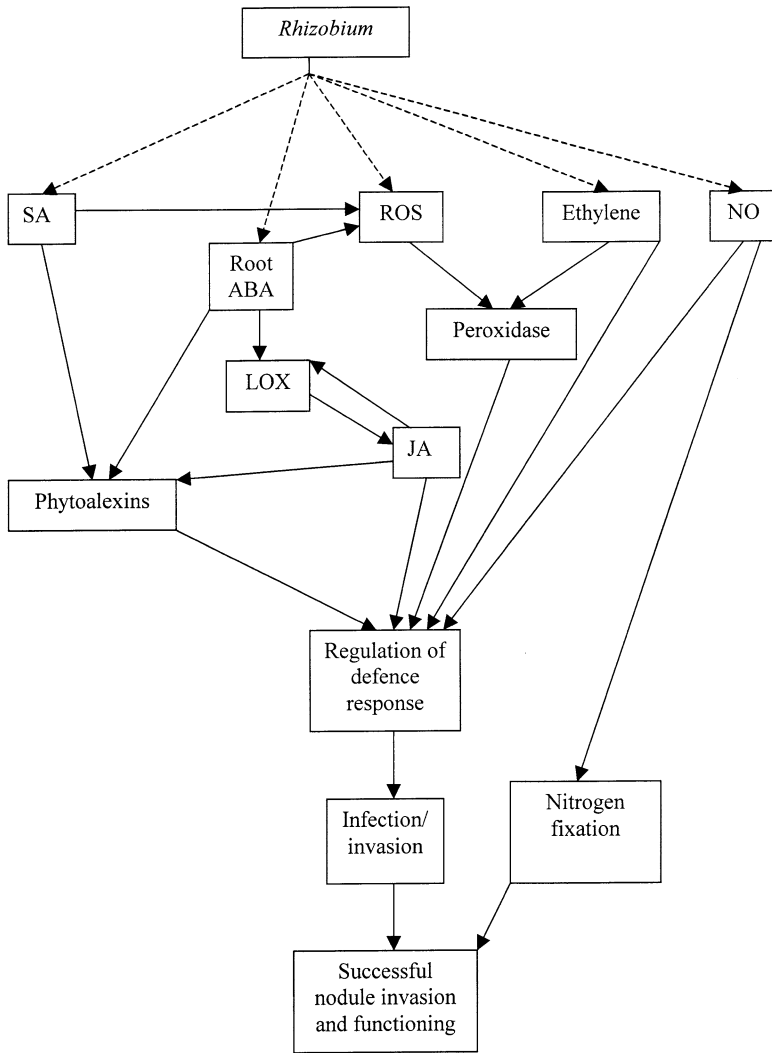 Rhizobium
SA
ROS
Ethylene
NO
Root
ABA
Peroxidase
LOX
JA
Phytoalexins
Regulation of
defence
response
Infection/
invasion
Nitrogen
fixation
Successful
nodule invasion
and functioning